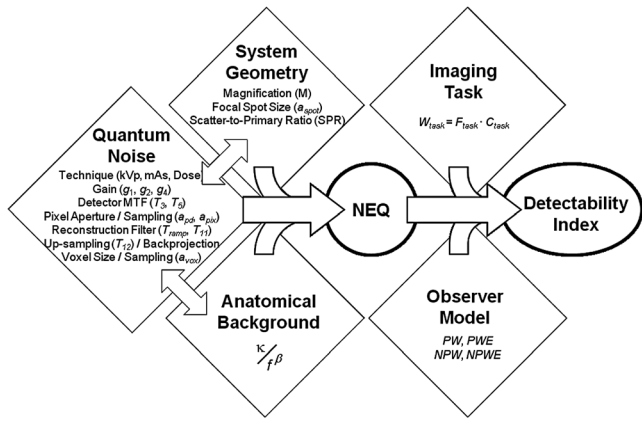 System
Geometry
Magnification (M)
Focal Spot Size (aspot)
Scatter-to-Primary Ratio (SPR)
Imaging
Task
Wtask = Ftask · Ctask
Quantum
Noise
Technique (kVp, mAs, Dose)
Gain (g1, g2, g4)
Detector MTF (T3, T5)
Pixel Aperture / Sampling (apd, apix)
Reconstruction Filter (Tramp, T11)
Up-sampling (T12) / Backprojection
Voxel Size / Sampling (avox)
NEQ
Detectability
Index
Anatomical
Background
κ/f β
Observer
Model
PW, PWE
NPW, NPWE